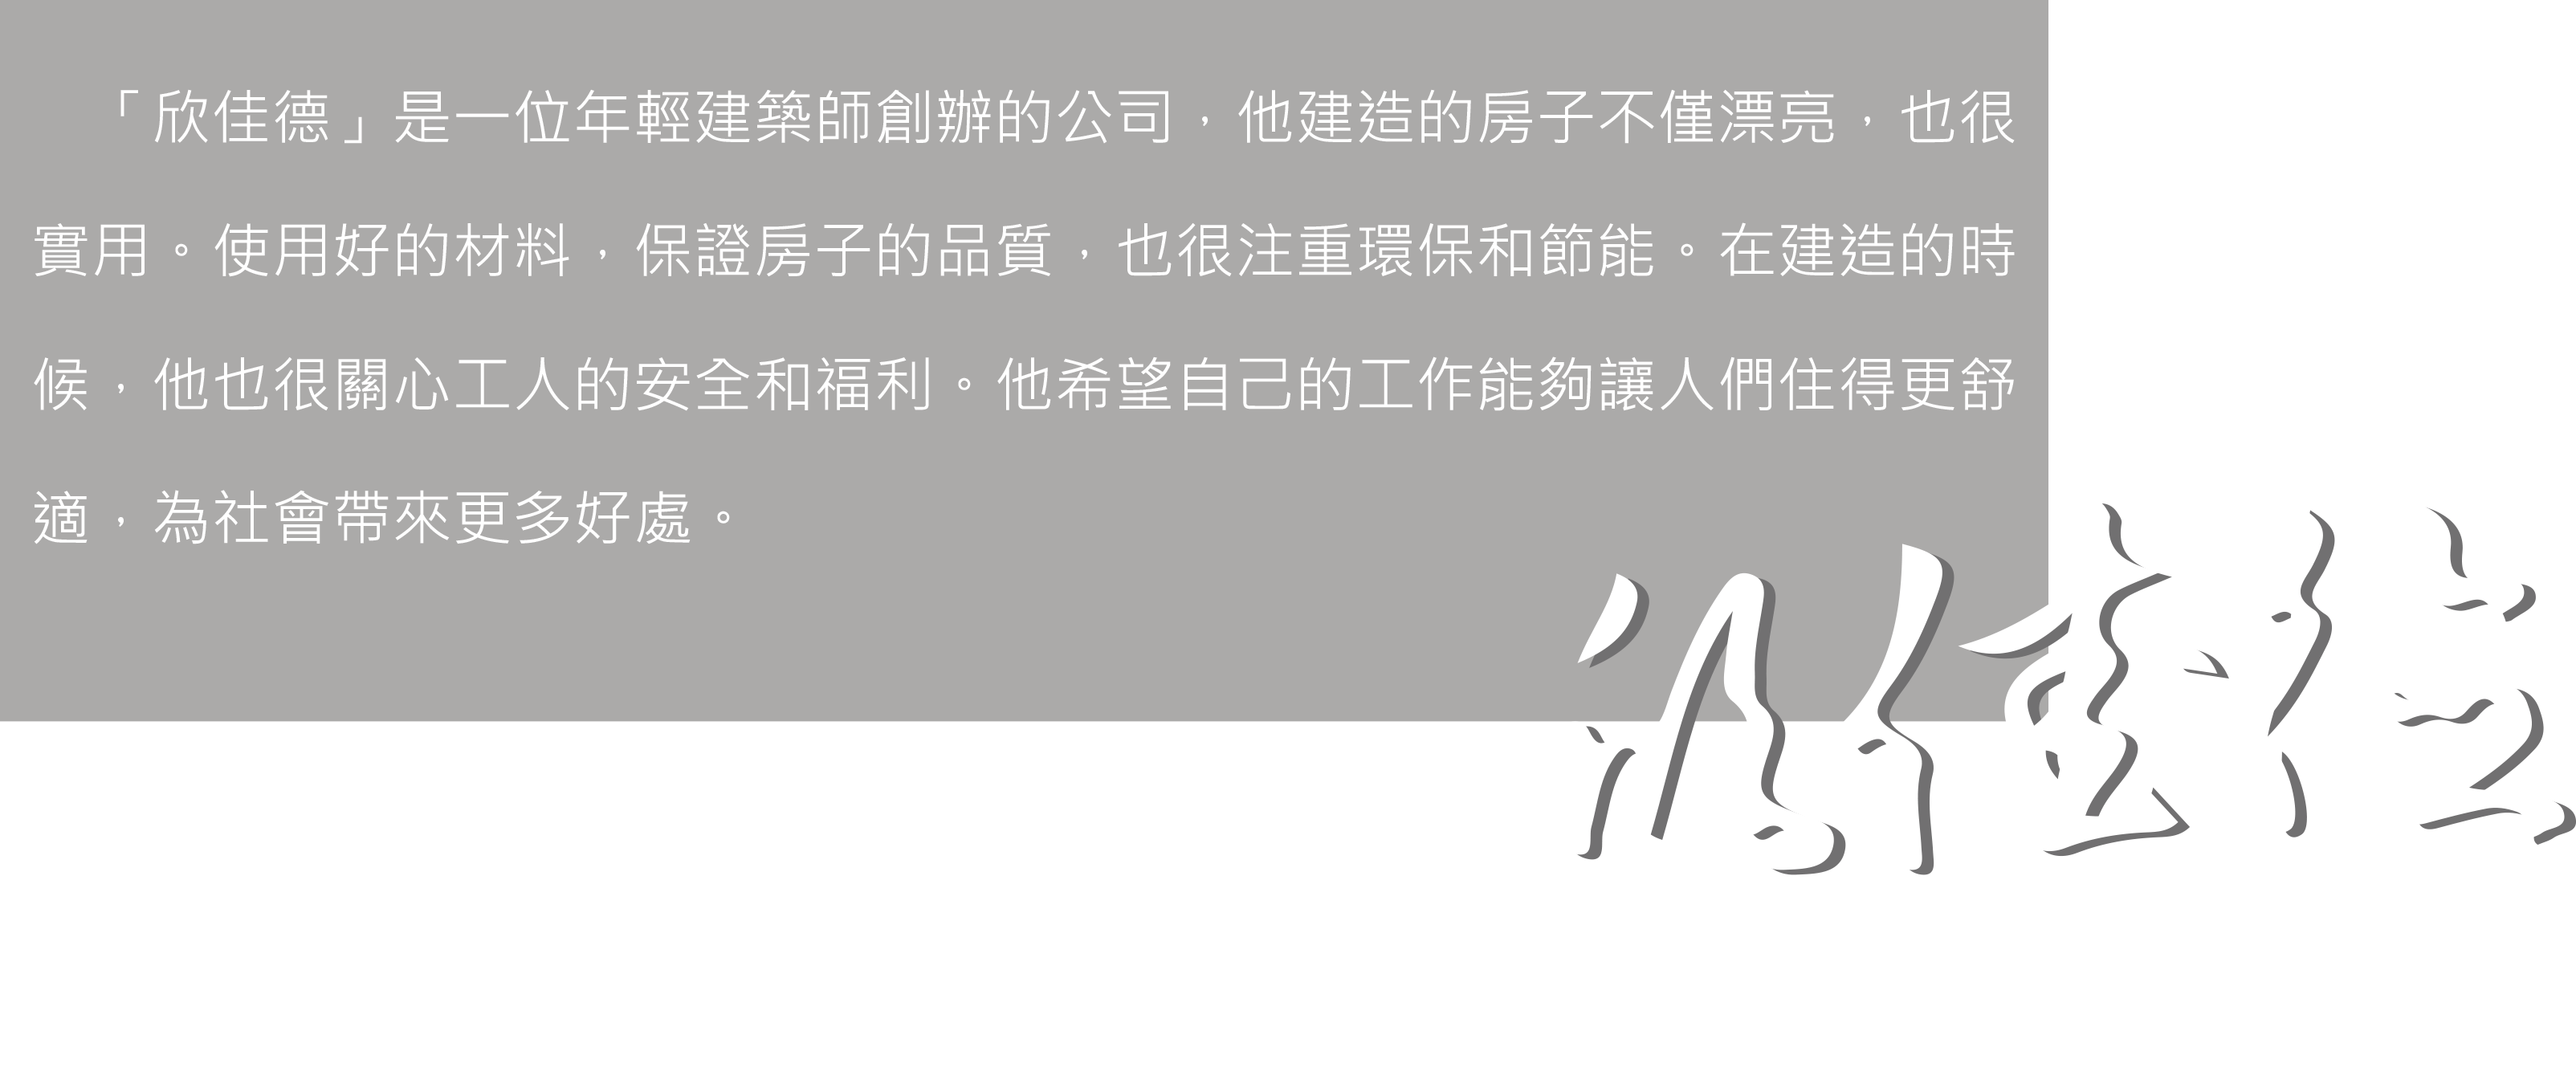 「欣佳德」是一位年輕建築師創辦的公司，他建造的房子不僅漂亮，也很
實用。使用好的材料，保證房子的品質，也很注重環保和節能。在建造的時
候，他也很關心工人的安全和福利。他希望自己的工作能夠讓人們住得更舒
適，為社會帶來更多好處。